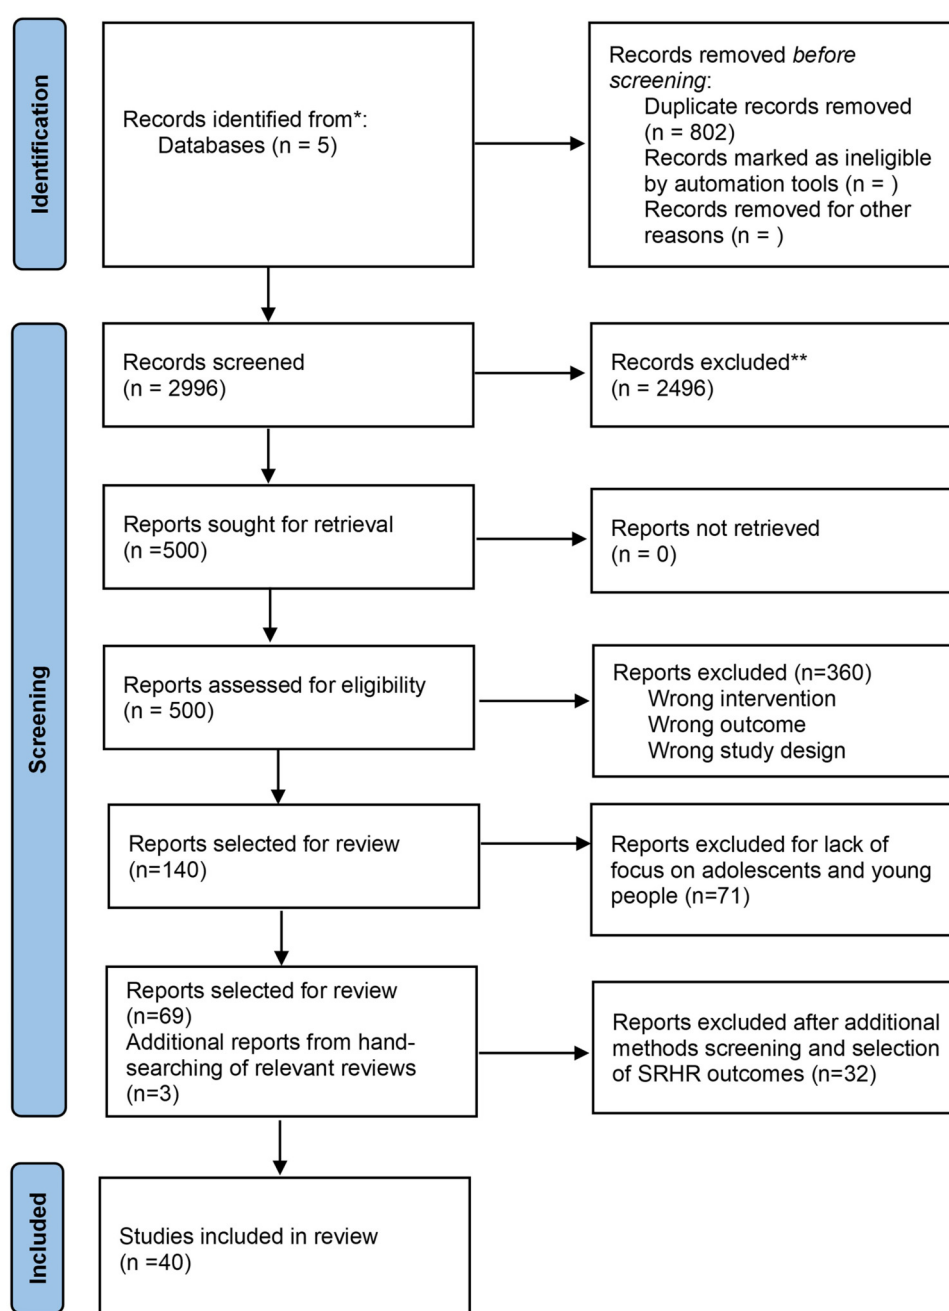 Identification
Records identified from*:
Databases (n = 5)
Records removed before
screening:
Duplicate records removed
(n = 802)
Records marked as ineligible
by automation tools (n = )
Records removed for other
reasons (n = )
Screening
Records screened
(n = 2996)
Records excluded**
(n = 2496)
Reports sought for retrieval
(n =500)
Reports not retrieved
(n = 0)
Reports assessed for eligibility
(n = 500)
Reports excluded (n=360)
Wrong intervention
Wrong outcome
Wrong study design
Reports selected for review
(n=140)
Reports excluded for lack of
focus on adolescents and young
people (n=71)
Reports selected for review
(n=69)
Additional reports from hand-
searching of relevant reviews
(n=3)
Reports excluded after additional
methods screening and selection
of SRHR outcomes (n=32)
Included
Studies included in review
(n =40)